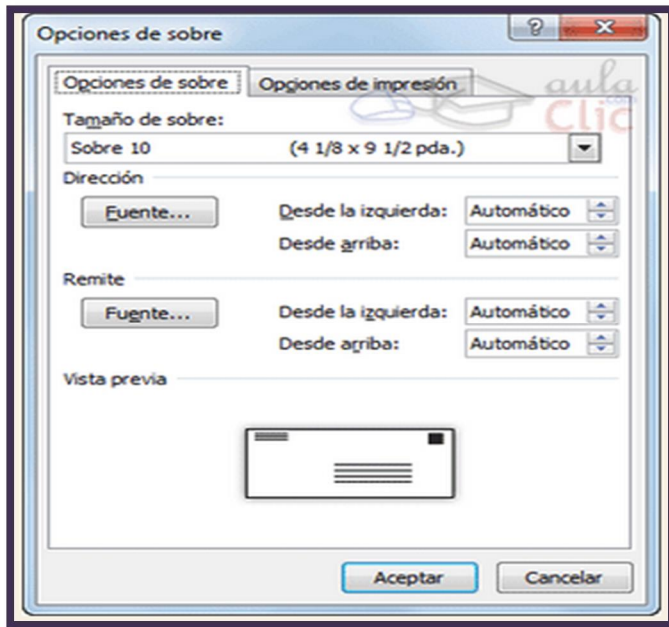 Opciones de sobre
Opciones de sobre Opciones de impresión
aula
.com
Clic
Tamaño de sobre:
Sobre 10 (4 1/8 x 9 1/2 pda.)
Dirección
Fuente... Desde la izquierda: Automático
Desde arriba: Automático
Remite
Fuente... Desde la izquierda: Automático
Desde arriba: Automático
Vista previa
Aceptar Cancelar